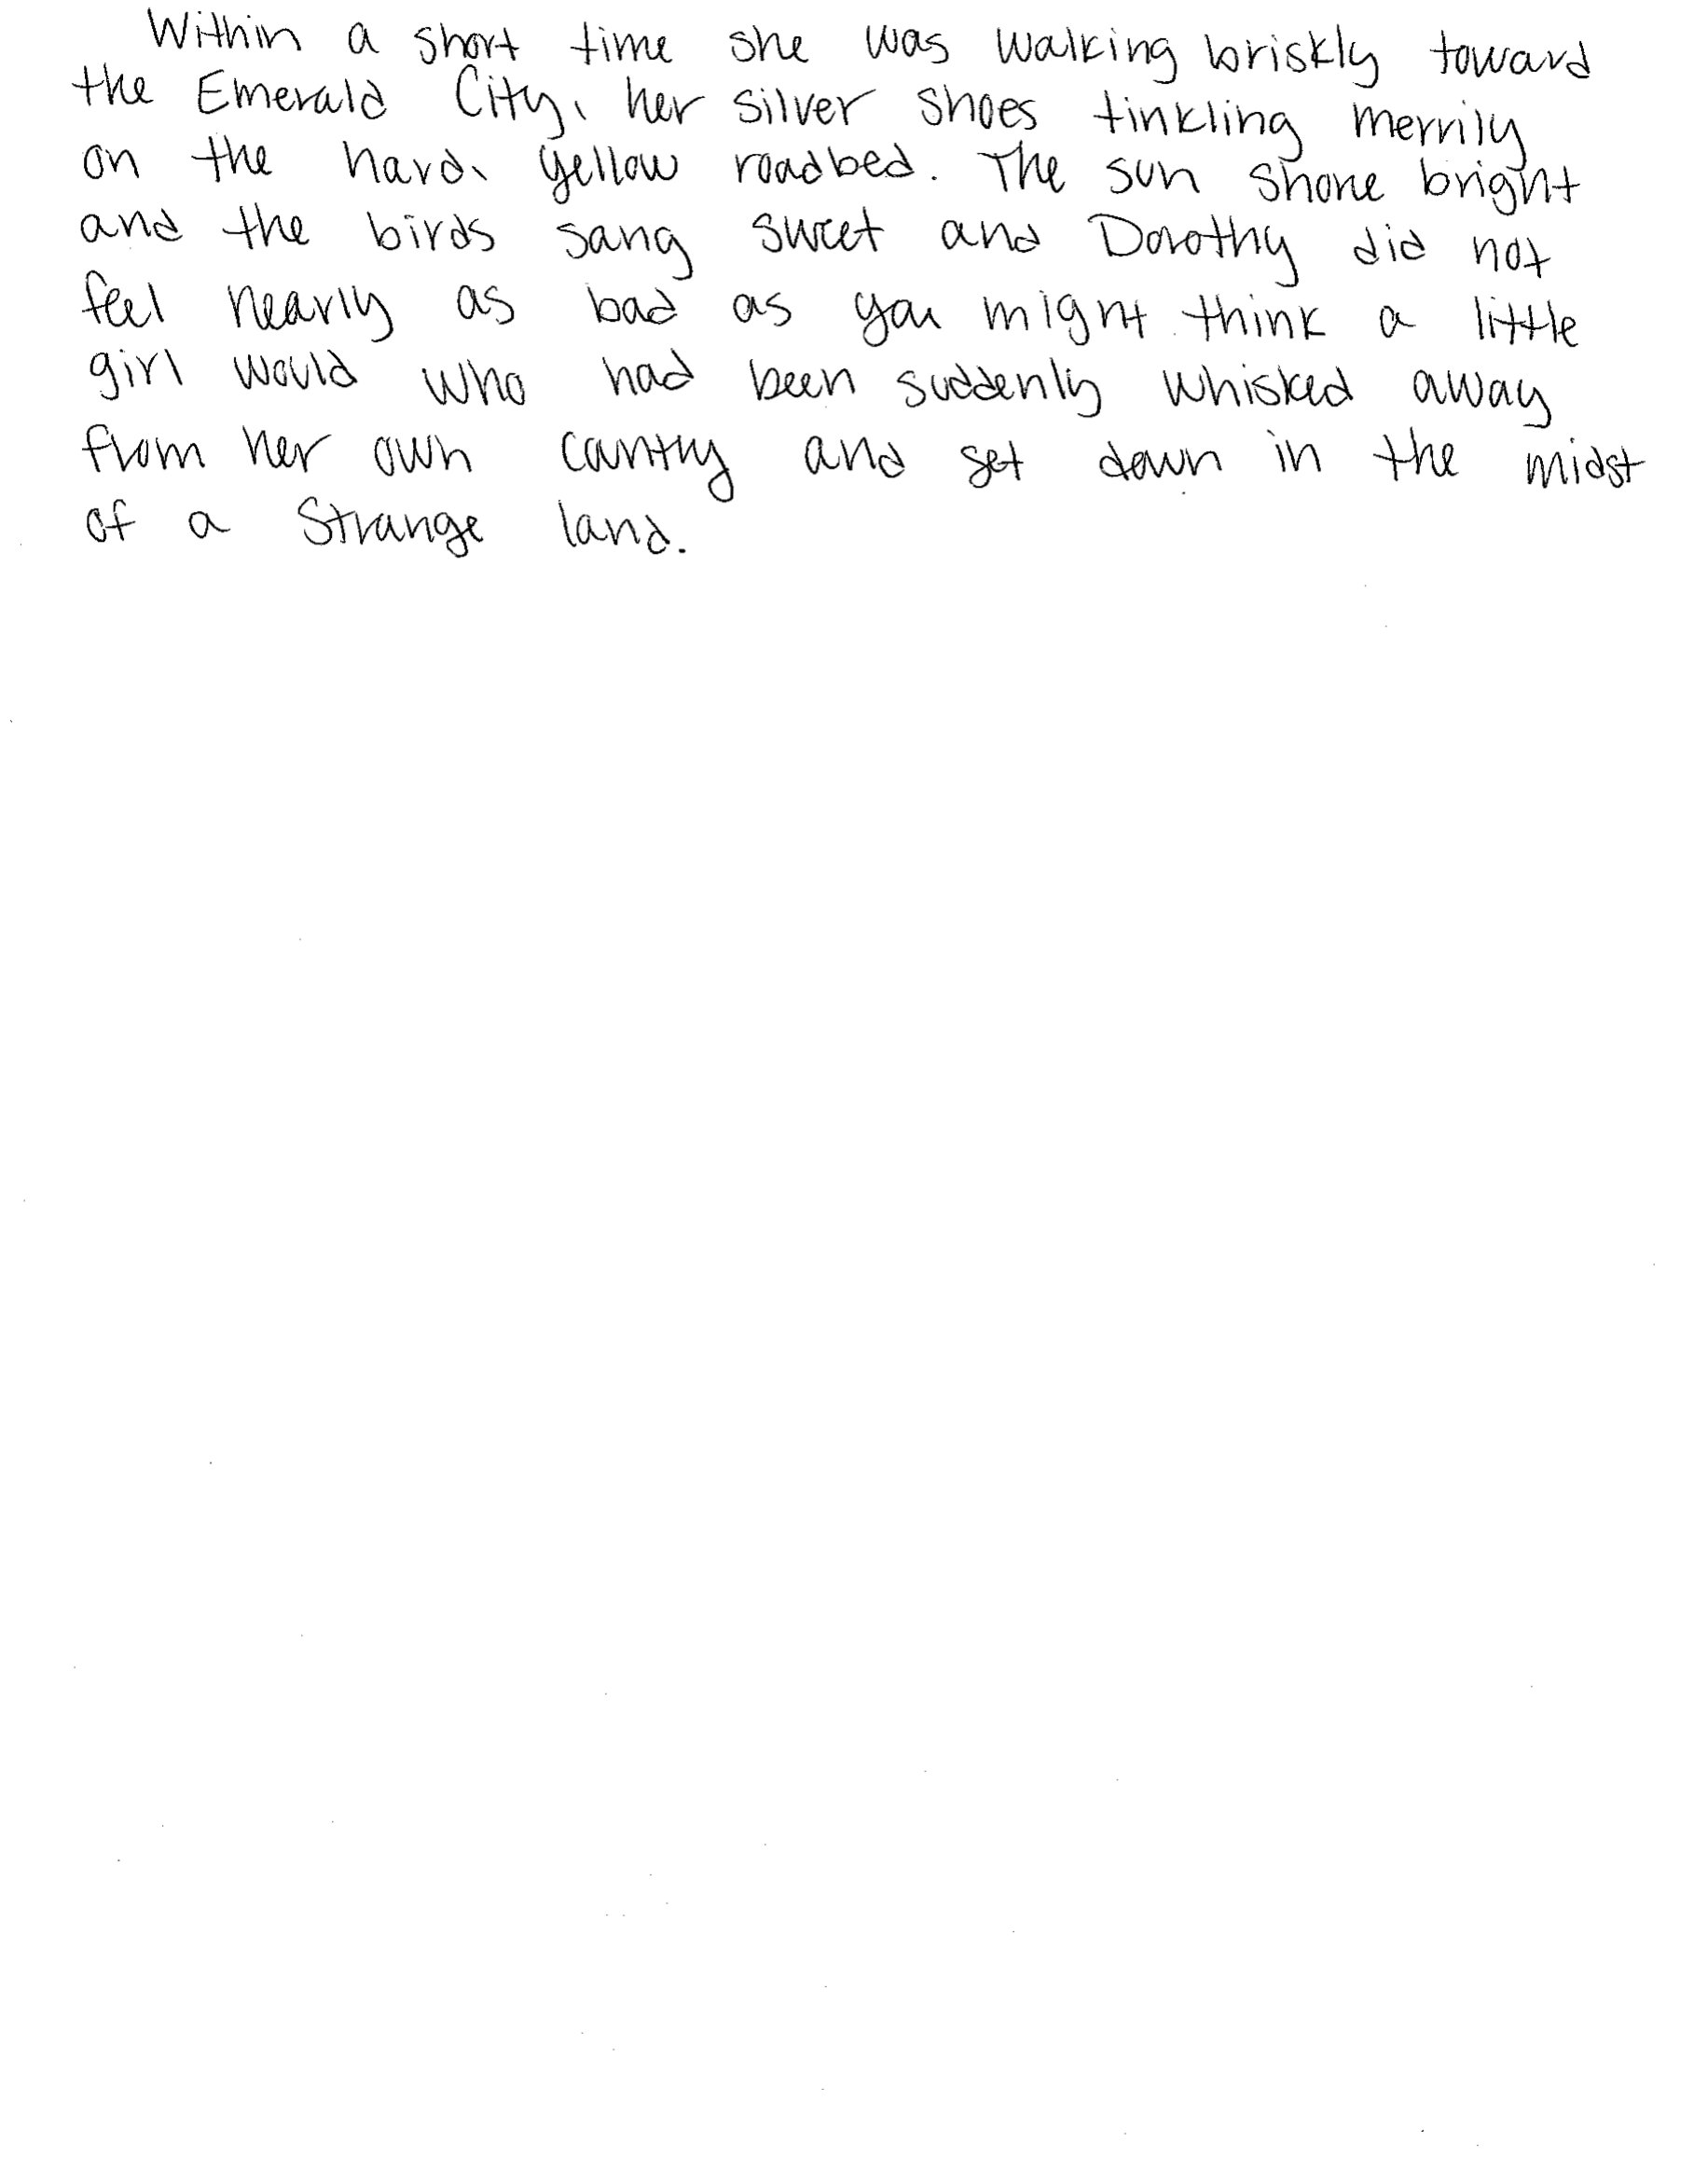 Within a short time she was walking briskly toward
the Emerald City, her silver shoes tinkling merrily
on the hard, yellow roadbed. The sun shone bright
and the birds sang sweet and Dorothy did not
feel nearly as bad as you might think a little
girl would who had been suddenly whisked away
from her own country and set down in the midst
of a strange land.